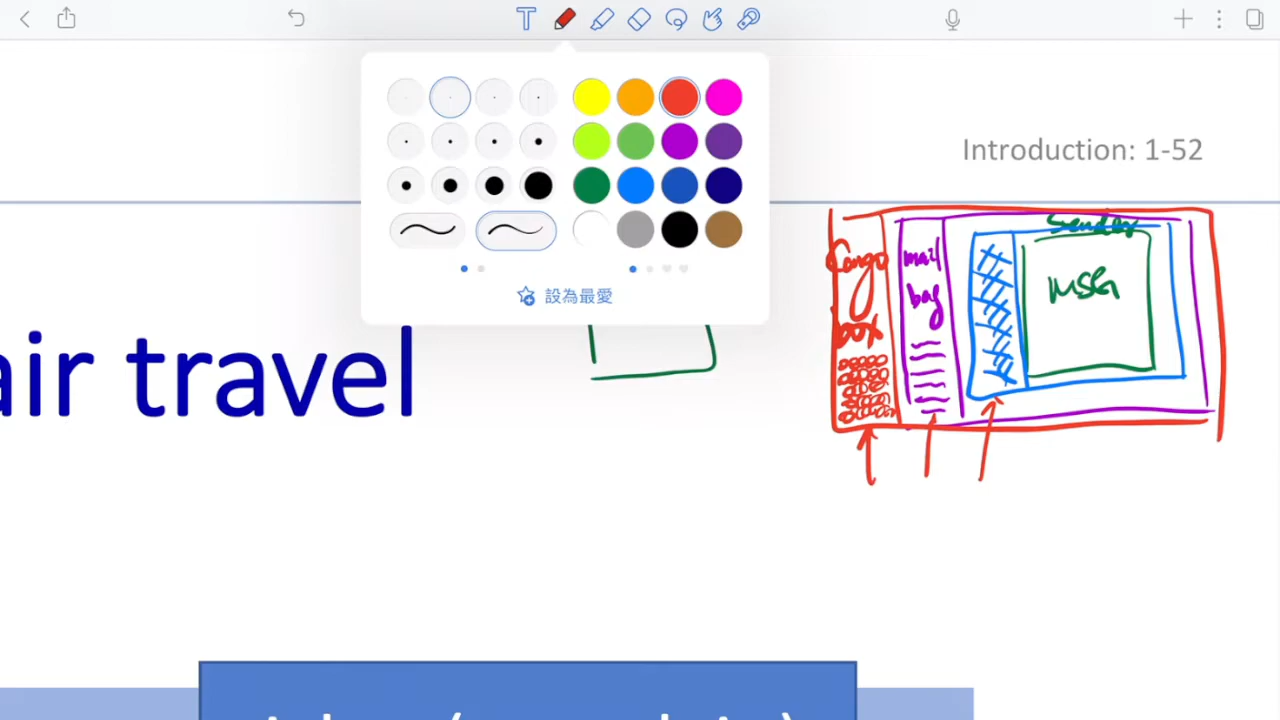 T
Introduction: 1-52
設為最愛
Sender
Cargo
box
mail
bag
MSG
air travel